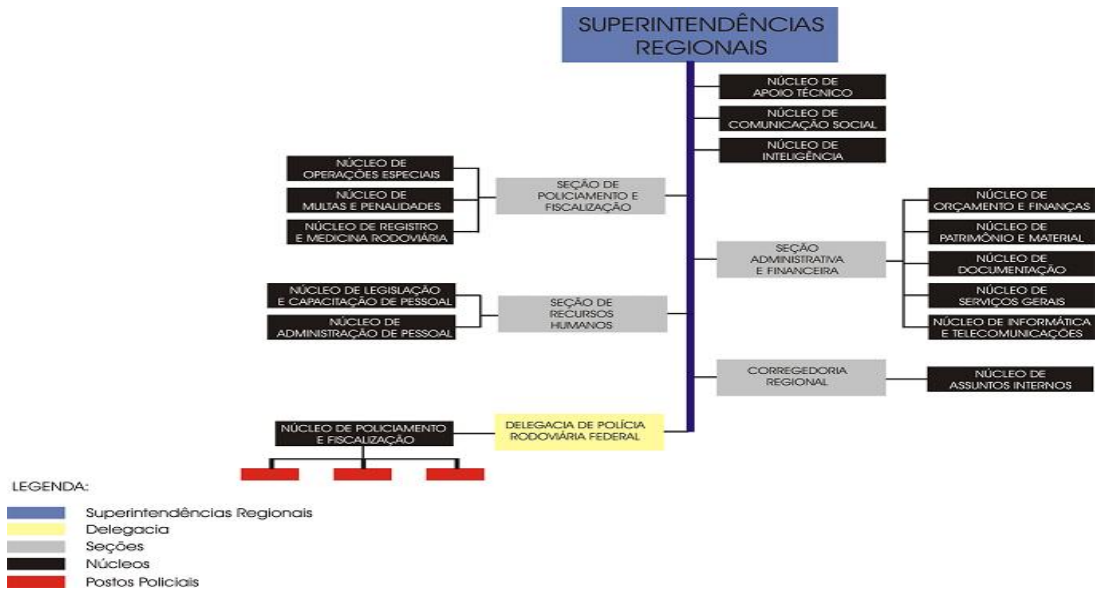 SUPERINTENDÊNCIAS
REGIONAIS
NÚCLEO DE
APOIO TÉCNICO
NÚCLEO DE
COMUNICAÇÃO SOCIAL
NÚCLEO DE
INTELIGÊNCIA
NÚCLEO DE
OPERAÇÕES ESPECIAIS
NÚCLEO DE
MULTAS E PENALIDADES
NÚCLEO DE REGISTRO
E MEDICINA RODOVIÁRIA
SEÇÃO DE
POLICIAMENTO E
FISCALIZAÇÃO
SEÇÃO
ADMINISTRATIVA
E FINANCEIRA
NÚCLEO DE
ORÇAMENTO E FINANÇAS
NÚCLEO DE
PATRIMÔNIO E MATERIAL
NÚCLEO DE
DOCUMENTAÇÃO
NÚCLEO DE
SERVIÇOS GERAIS
NÚCLEO DE INFORMÁTICA
E TELECOMUNICAÇÕES
NÚCLEO DE LEGISLAÇÃO
E CAPACITAÇÃO DE PESSOAL
NÚCLEO DE
ADMINISTRAÇÃO DE PESSOAL
SEÇÃO DE
RECURSOS
HUMANOS
CORREGEDORIA
REGIONAL
NÚCLEO DE
ASSUNTOS INTERNOS
NÚCLEO DE POLICIAMENTO
E FISCALIZAÇÃO
DELEGACIA DE POLÍCIA
RODOVIÁRIA FEDERAL
LEGENDA:
Superintendências Regionais
Delegacia
Seções
Núcleos
Postos Policiais